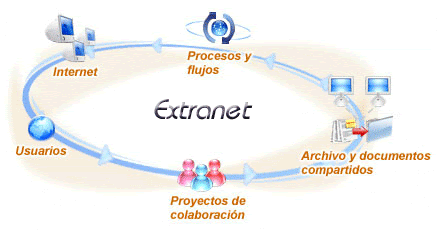 Procesos y
flujos
Internet
Extranet
Usuarios
Archivo y documentos
compartidos
Proyectos de
colaboración